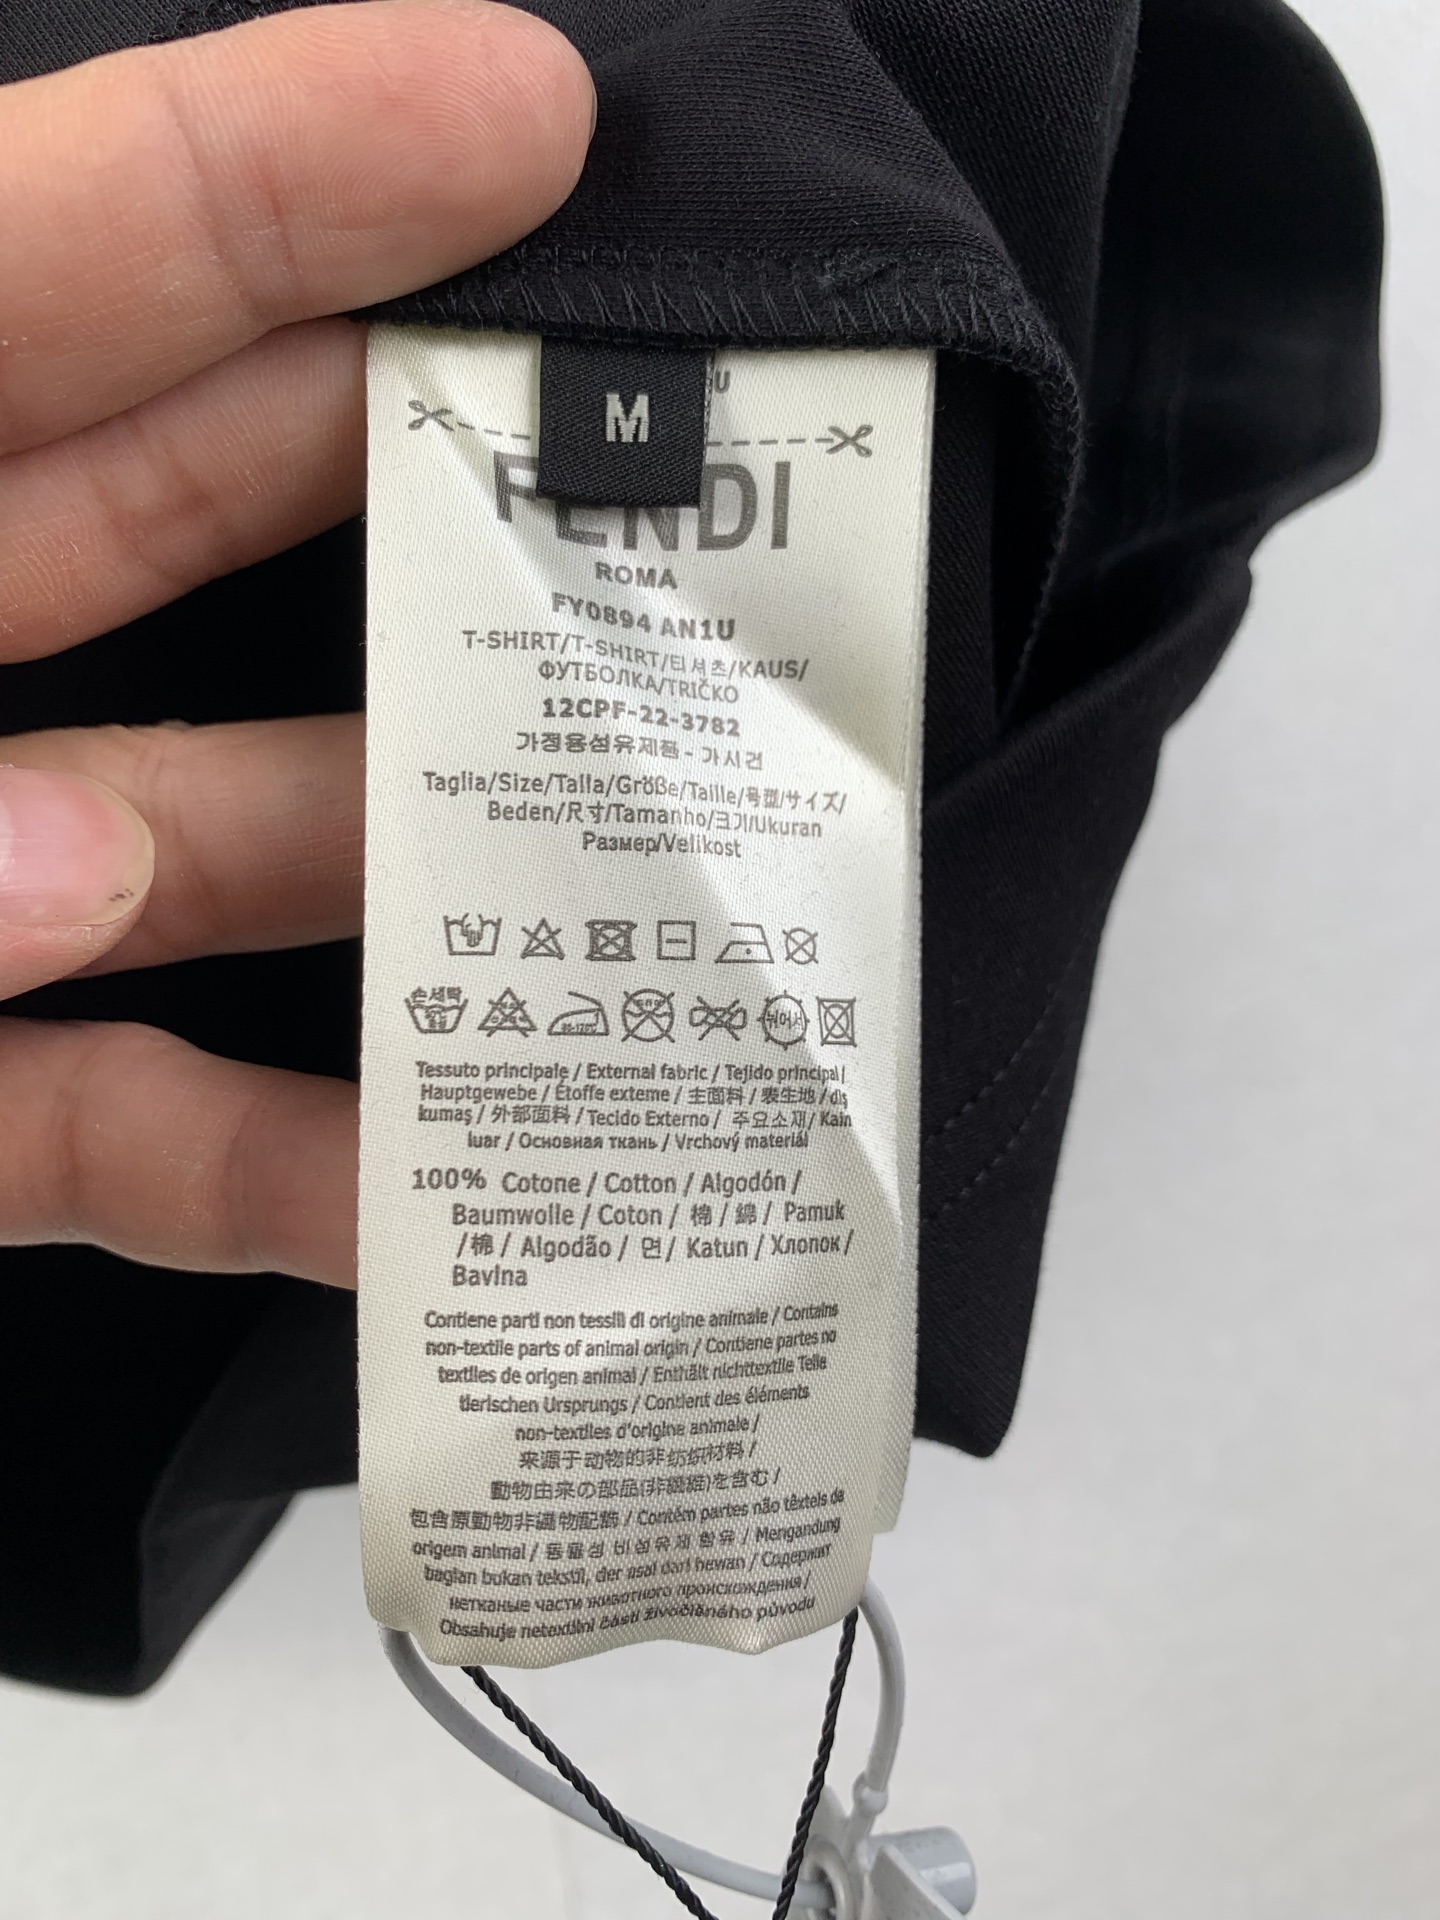 U
M
FENDI
ROMA
FY0894 AN1U
T-SHIRT/T-SHIRT/티셔츠/KAUS/
ФУТБОЛКА/TRIČKO
12CPF-22-3782
가정용섬유제품 - 가시건
Taglia/Size/Talla/Größe/Taille/号型/サイズ/
Beden/尺寸/Tamanho/크기/Ukuran
Размер/Velikost
손세탁
Tessuto principale / External fabric / Tejido principal/
Hauptgewebe / Étoffe exteme / 主面料 / 表生地 / dış
kumaş / 外部面料 / Tecido Externo / 주요소재/ Kain
luar / Основная ткань / Vrchový materiál
100% Cotone / Cotton / Algodón /
Baumwolle / Coton / 棉 / 綿 / Pamuk
/ 棉 / Algodão / 면 / Katun / Хлопок /
Bavlna
Contiene parti non tessili di origine animale / Contains
non-textile parts of animal origin / Contiene partes no
textiles de origen animal / Enthält nichttextile Teile
tierischen Ursprungs / Contient des éléments
non-textiles d'origine animale /
来源于动物的非纺织材料 /
動物由来の部品(非繊維)を含む /
包含原動物非織物配飾 / Contém partes não têxteis de
origem animal / 동물성 비섬유제 함유 / Mengandung
bagian bukan tekstil, der asal dari hewan / Содержит
нетканые части животного происхождения /
Obsahuje netextilní části živočišného původu